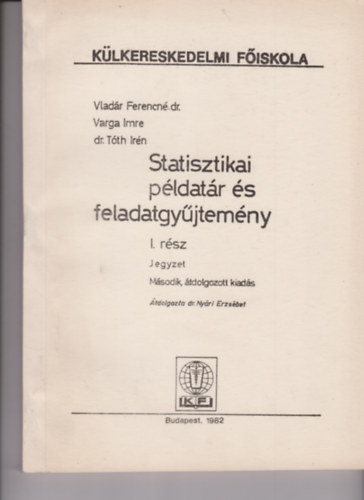 KÜLKERESKEDELMI FŐISKOLA
Vladár Ferencné.dr.
Varga Imre
dr. Tóth Irén
Statisztikai
példatár és
feladatgyűjtemény
I. rész
Jegyzet
Második, átdolgozott kiadás
Átdolgozta dr. Nyári Erzsébet
KF
Budapest, 1982